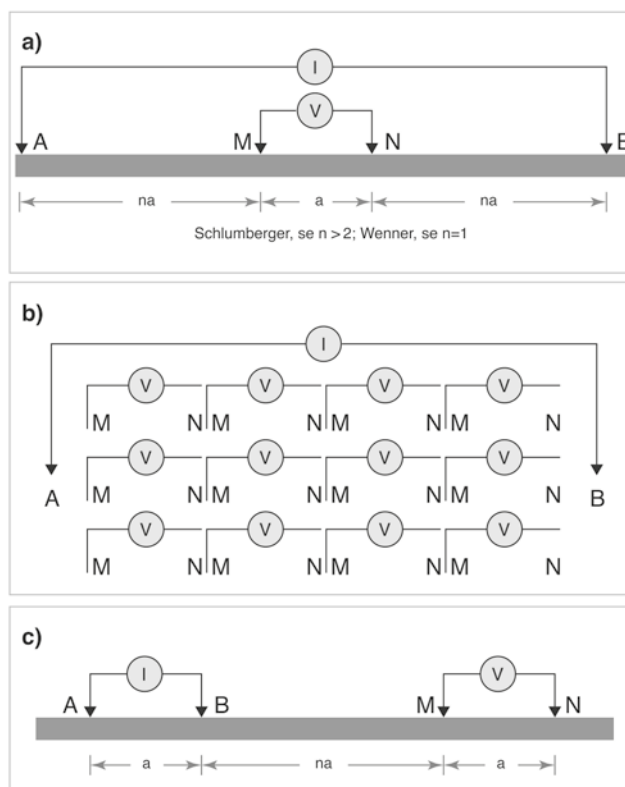 a)
I
V
A M N B
na a na
Schlumberger, se n > 2; Wenner, se n=1
b)
I
V V V V
M N M N M N M N
V V V V
A M N M N M N M N B
V V V V
M N M N M N M N
c)
I V
A B M N
a na a